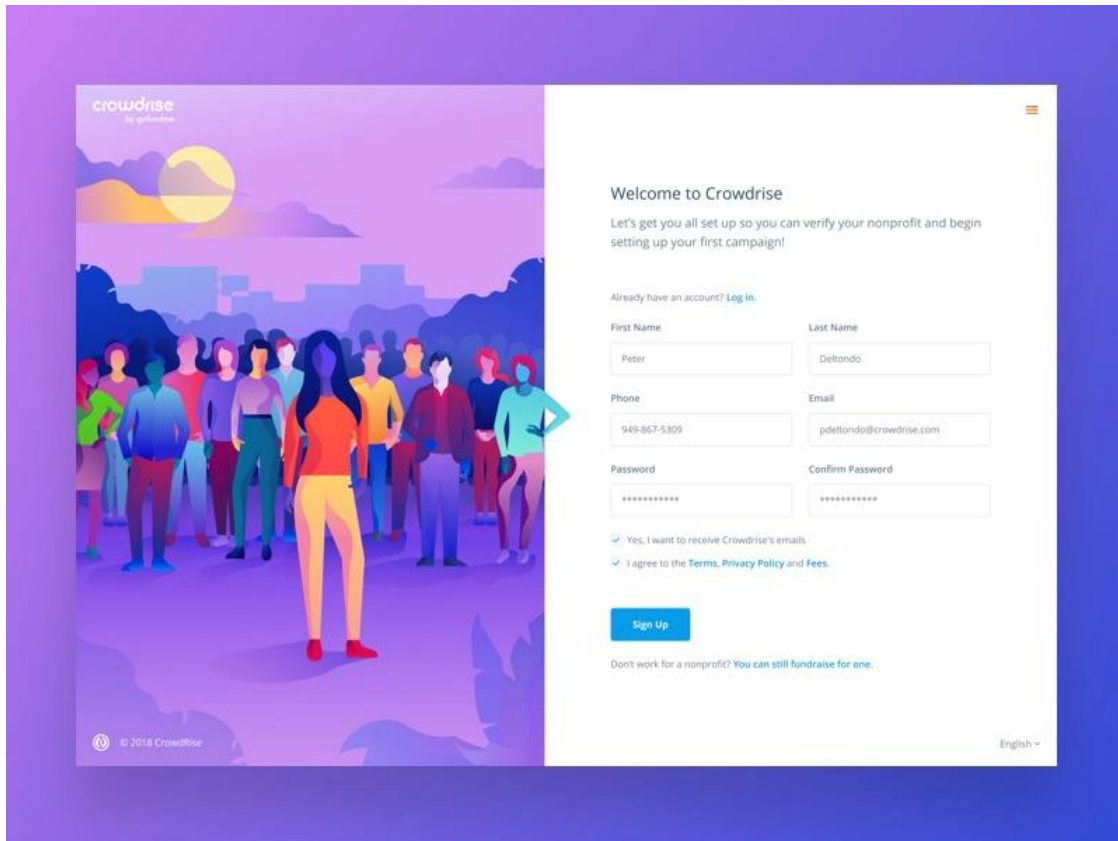 crowdrise
by gofundme
Welcome to Crowdrise
Let's get you all set up so you can verify your nonprofit and begin
setting up your first campaign!
Already have an account? Log in.
First Name
Last Name
Peter
Deltondo
Phone
Email
949-867-5309
pdeltondo@crowdrise.com
Password
Confirm Password
***********
***********
Yes, I want to receive Crowdrise's emails
I agree to the Terms, Privacy Policy and Fees.
Sign Up
Don't work for a nonprofit? You can still fundraise for one.
© 2018 CrowdRise
English